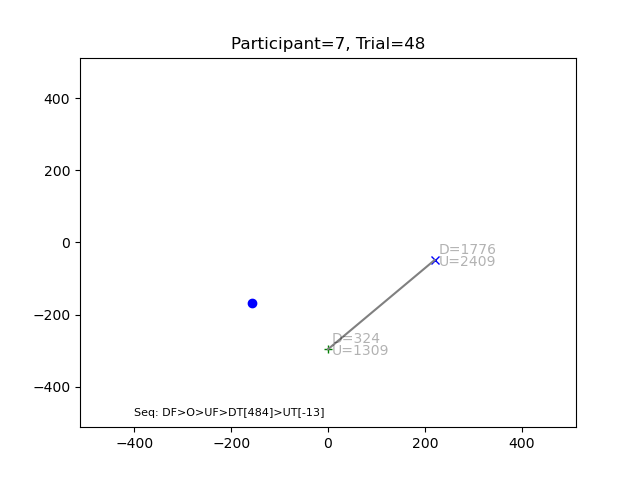 Participant=7, Trial=48
400
200
0
−200
−400
D=1776
U=2409
D=324
U=1309
Seq: DF>O>UF>DT[484]>UT[-13]
−400 −200 0 200 400